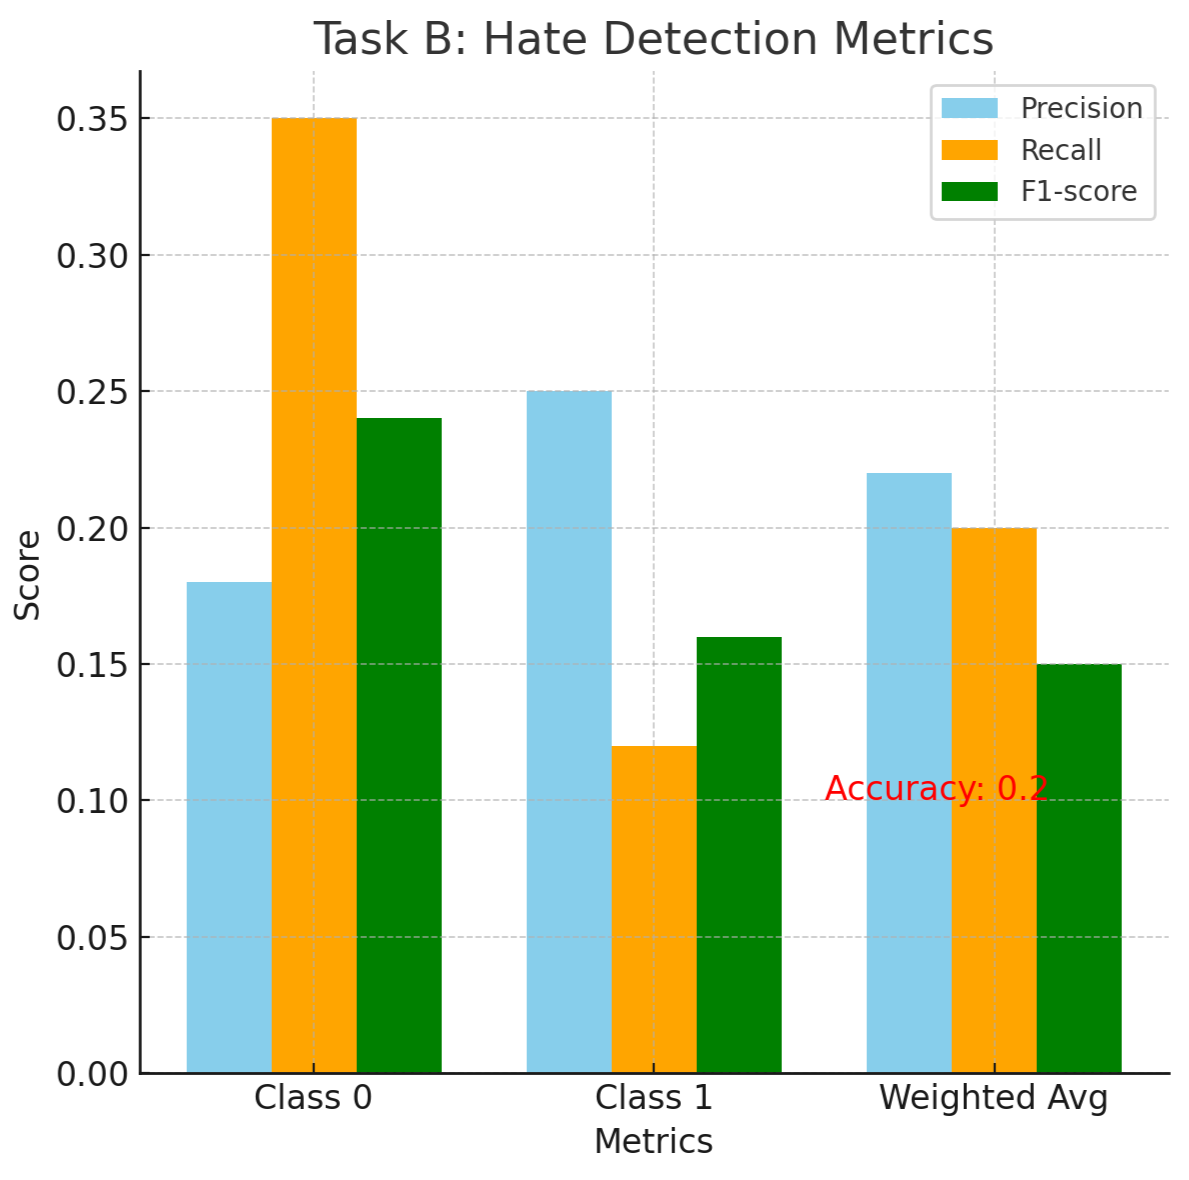 Task B: Hate Detection Metrics
Precision
Recall
F1-score
0.35
0.30
0.25
0.20
0.15
0.10
0.05
0.00
Score
Accuracy: 0.2
Class 0
Class 1
Weighted Avg
Metrics